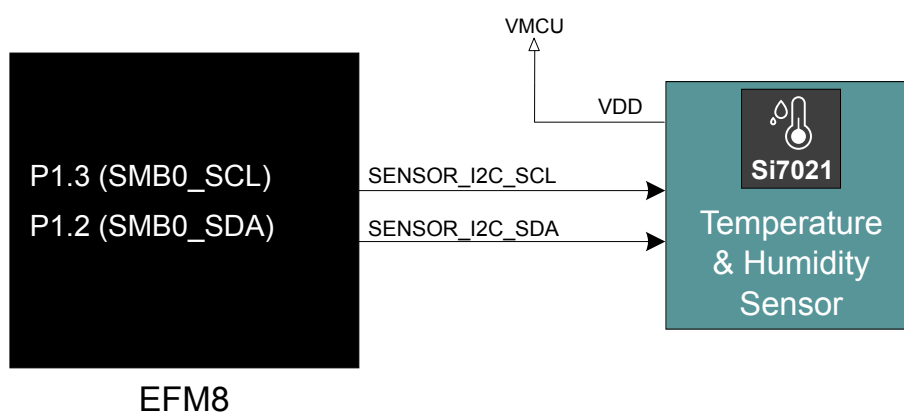 VMCU
VDD
Si7021
P1.3 (SMB0_SCL)
SENSOR_I2C_SCL
P1.2 (SMB0_SDA)
SENSOR_I2C_SDA
Temperature
& Humidity
Sensor
EFM8